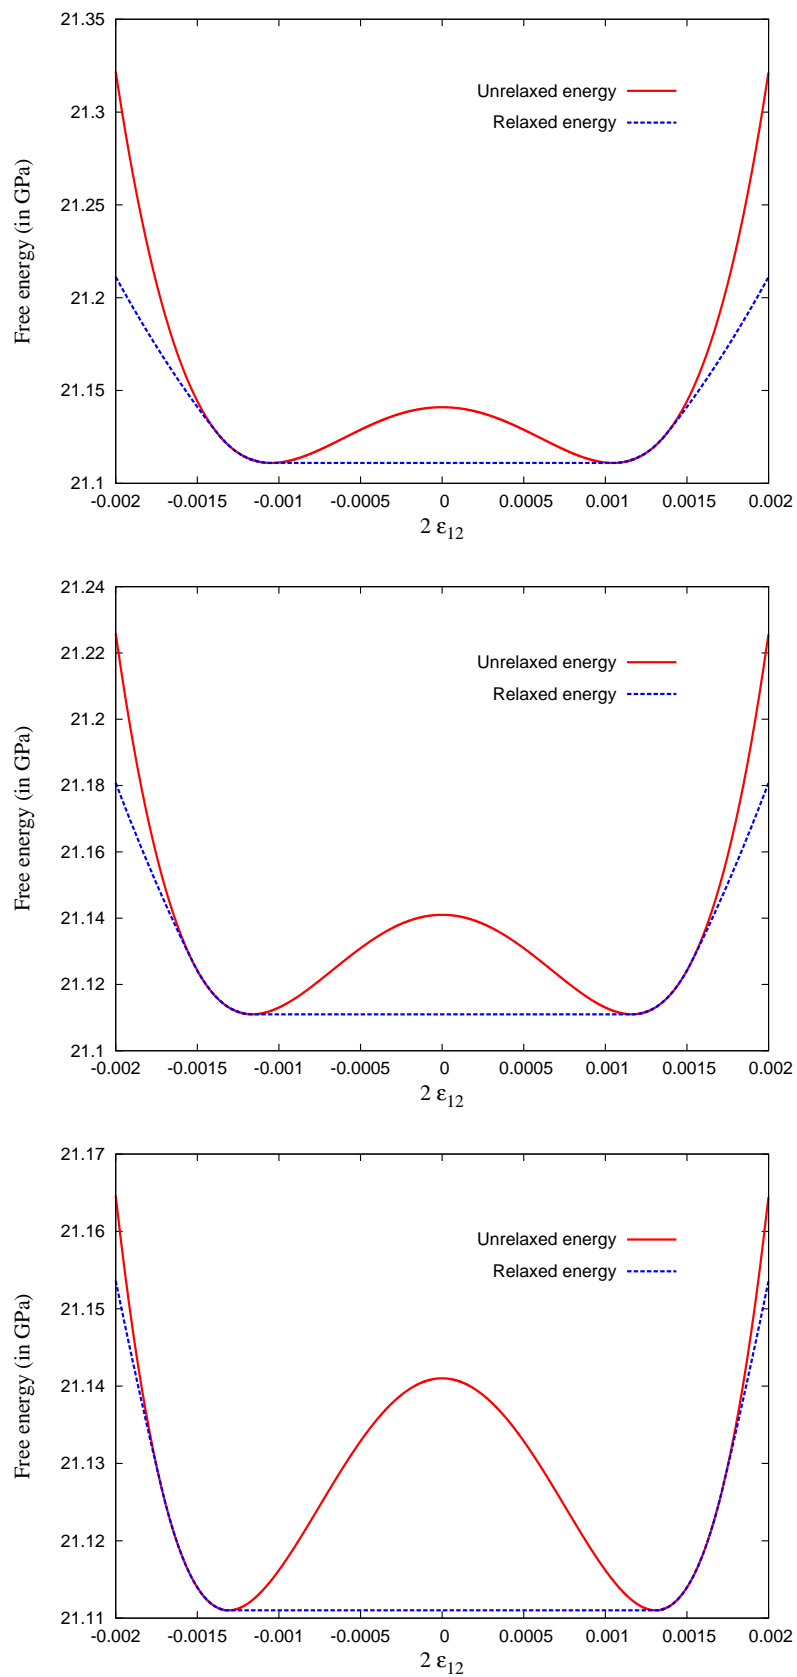 21.35
21.3
21.25
21.2
21.15
21.1
Free energy (in GPa)
Unrelaxed energy
Relaxed energy
-0.002 -0.0015 -0.001 -0.0005 0 0.0005 0.001 0.0015 0.002
2 ε12
21.24
21.22
21.2
21.18
21.16
21.14
21.12
21.1
Free energy (in GPa)
Unrelaxed energy
Relaxed energy
-0.002 -0.0015 -0.001 -0.0005 0 0.0005 0.001 0.0015 0.002
2 ε12
21.17
21.16
21.15
21.14
21.13
21.12
21.11
Free energy (in GPa)
Unrelaxed energy
Relaxed energy
-0.002 -0.0015 -0.001 -0.0005 0 0.0005 0.001 0.0015 0.002
2 ε12